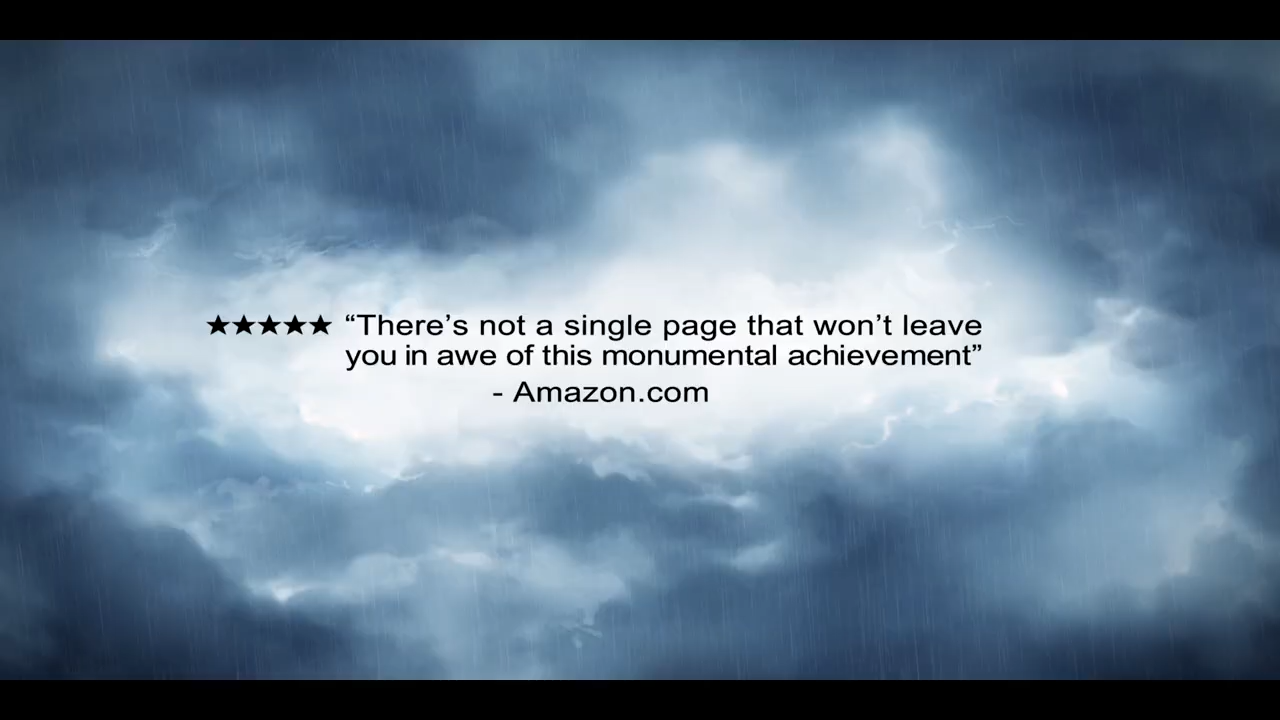 ★★★★★ “There’s not a single page that won’t leave
you in awe of this monumental achievement”
- Amazon.com